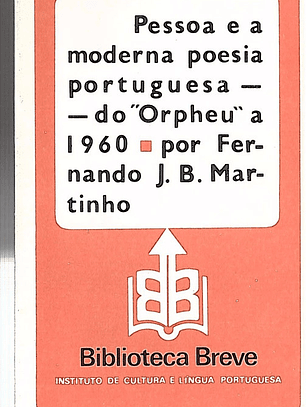 Pessoa e a
moderna poesia
portuguesa —
— do "Orpheu" a
1960 ■ por Fer-
nando J. B. Mar-
tinho
BB
Biblioteca Breve
INSTITUTO DE CULTURA E LÍNGUA PORTUGUESA